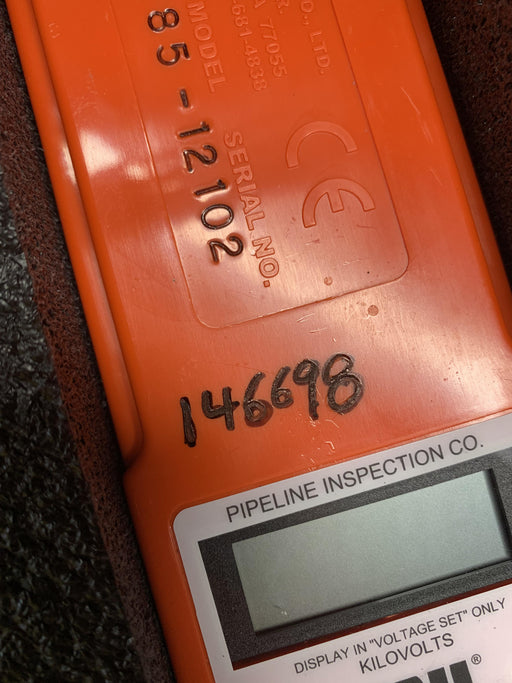 O., LTD.
R.
A 77055
-681-4838
MODEL
SERIAL NO.
85-12102
CE
146698
PIPELINE INSPECTION CO.
DISPLAY IN "VOLTAGE SET" ONLY
KILOVOLTS
®